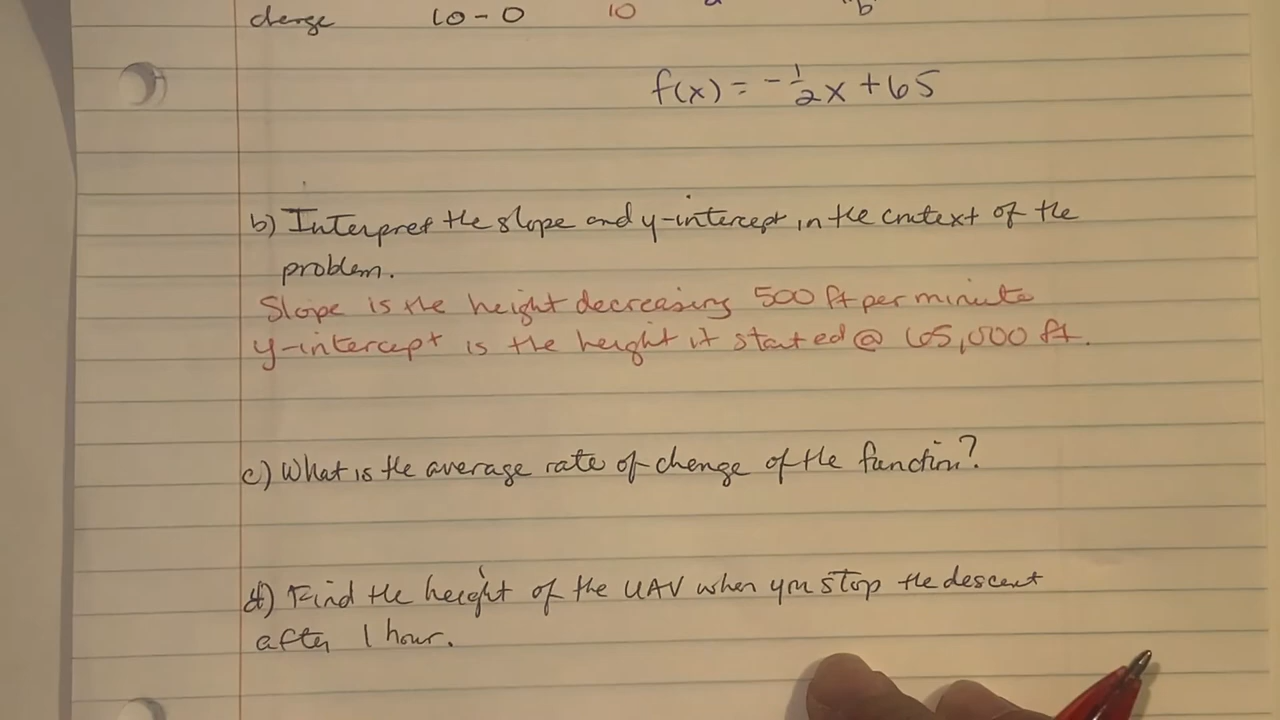 change 10-0 10 b
f(x) = -1/2x + 65
b) Interpret the slope and y-intercept in the context of the
problem.
Slope is the height decreasing 500 ft per minute
y-intercept is the height it started @ 65,000 ft.
c) What is the average rate of change of the function?
d) Find the height of the UAV when you stop the descent
after 1 hour.